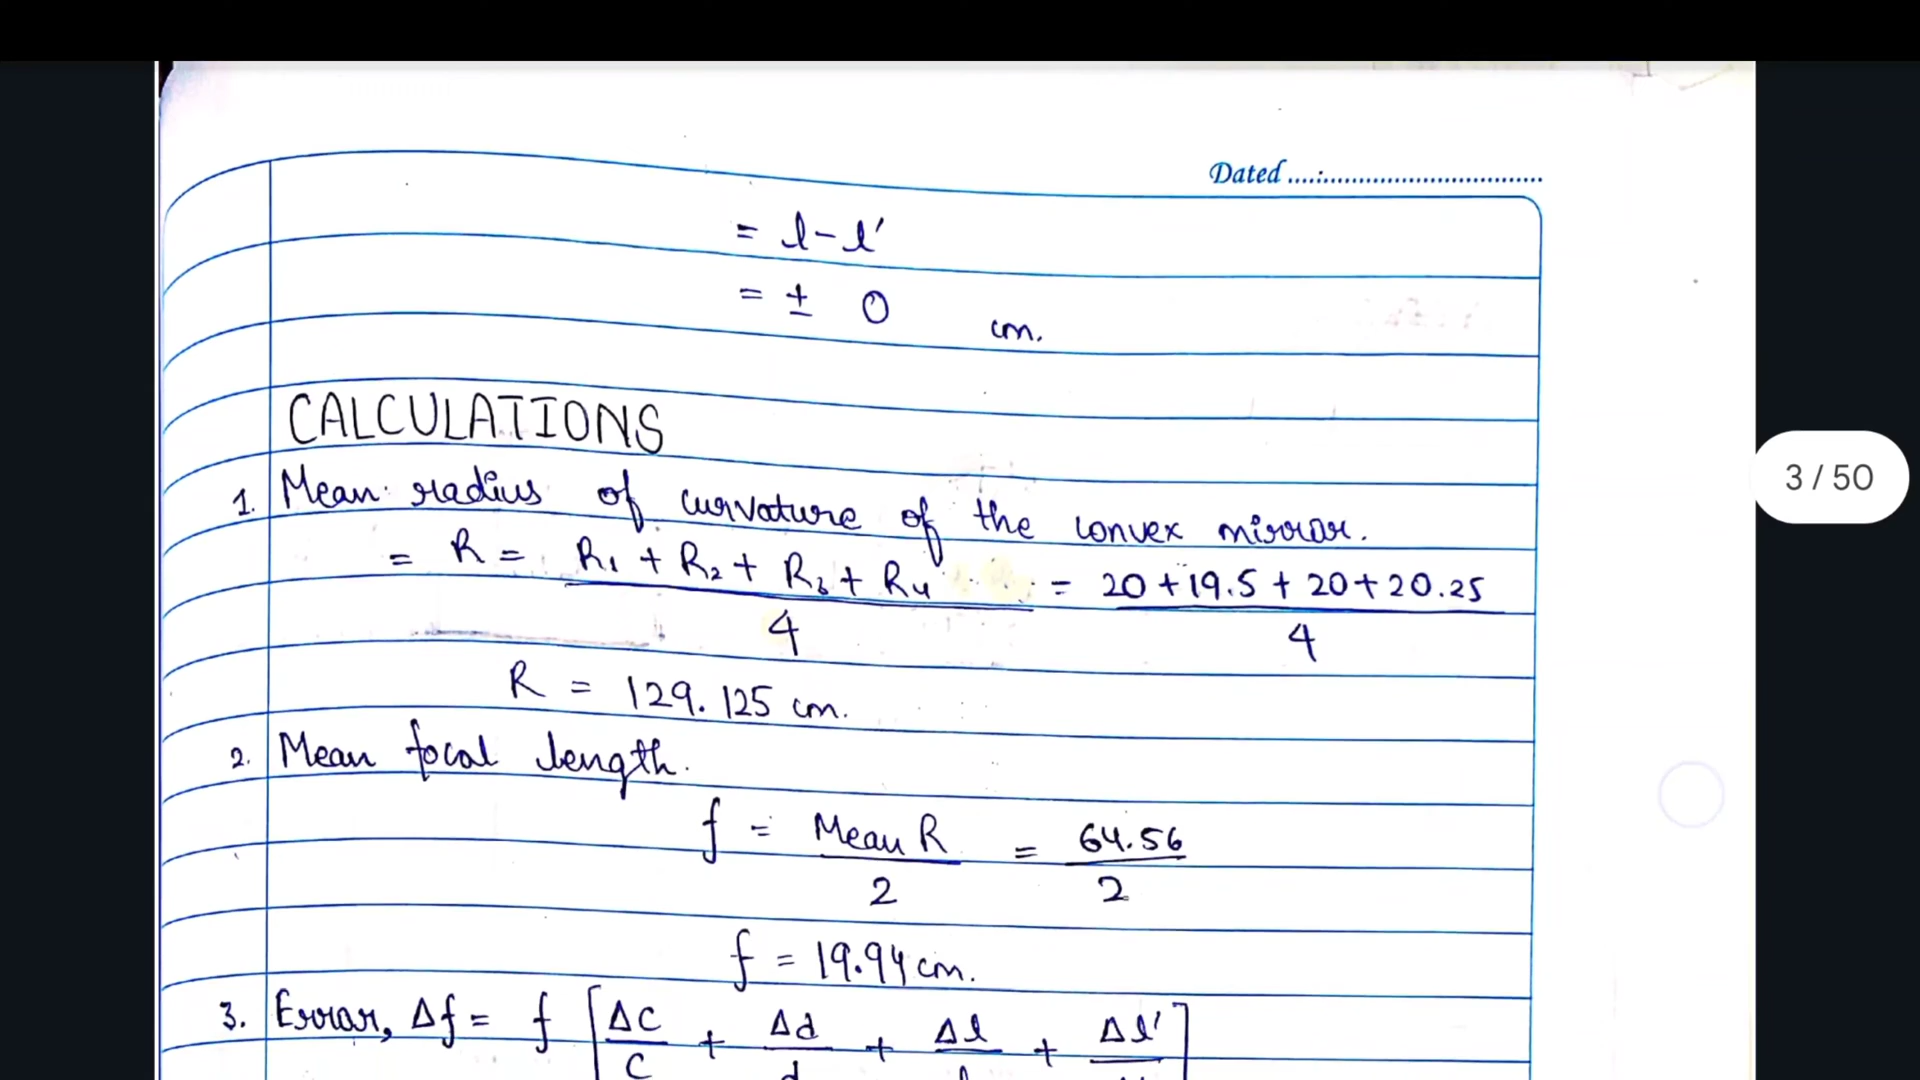 Dated ....:................................
= l - l'
= ± 0 cm.
CALCULATIONS
1. Mean radius of curvature of the convex mirror.
= R = R₁ + R₂ + R₃ + R₄ / 4 = 20 + 19.5 + 20 + 20.25 / 4
R = 129.125 cm.
2. Mean focal length.
f = Mean R / 2 = 64.56 / 2
f = 19.94 cm.
3. Error, Δf = f [ΔC / C + Δd / d + Δl / l + Δl' /
3 / 50